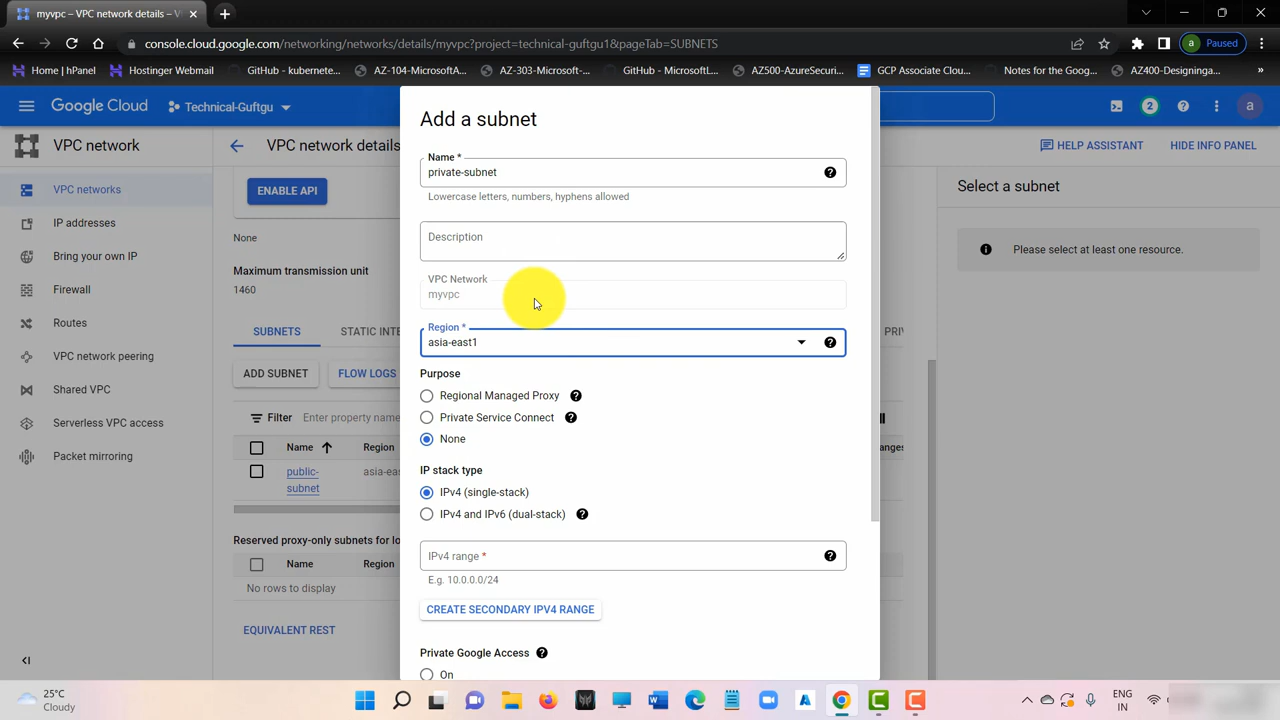 myvpc – VPC network details – V
console.cloud.google.com/networking/networks/details/myvpc?project=technical-guftgu1&pageTab=SUBNETS
a Paused
Home | hPanel
Hostinger Webmail
GitHub - kubernete...
AZ-104-MicrosoftA...
AZ-303-Microsoft-...
GitHub - MicrosoftL...
AZ500-AzureSecuri...
GCP Associate Clou...
Notes for the Goog...
AZ400-Designinga...
»
Google Cloud
Technical-Guftgu
2
a
VPC network
VPC networks
IP addresses
Bring your own IP
Firewall
Routes
VPC network peering
Shared VPC
Serverless VPC access
Packet mirroring
VPC network details
HELP ASSISTANT
HIDE INFO PANEL
ENABLE API
None
Maximum transmission unit
1460
SUBNETS
STATIC INTE
PRIV
ADD SUBNET
FLOW LOGS
Filter Enter property name
Name
Region
anges
public-
subnet
asia-eas
Reserved proxy-only subnets for lo
Name
Region
No rows to display
EQUIVALENT REST
Add a subnet
Name *
private-subnet
Lowercase letters, numbers, hyphens allowed
Description
VPC Network
myvpc
Region *
asia-east1
Purpose
Regional Managed Proxy
Private Service Connect
None
IP stack type
IPv4 (single-stack)
IPv4 and IPv6 (dual-stack)
IPv4 range *
E.g. 10.0.0.0/24
CREATE SECONDARY IPV4 RANGE
Private Google Access
On
Select a subnet
Please select at least one resource.
25°C
Cloudy
ENG
IN